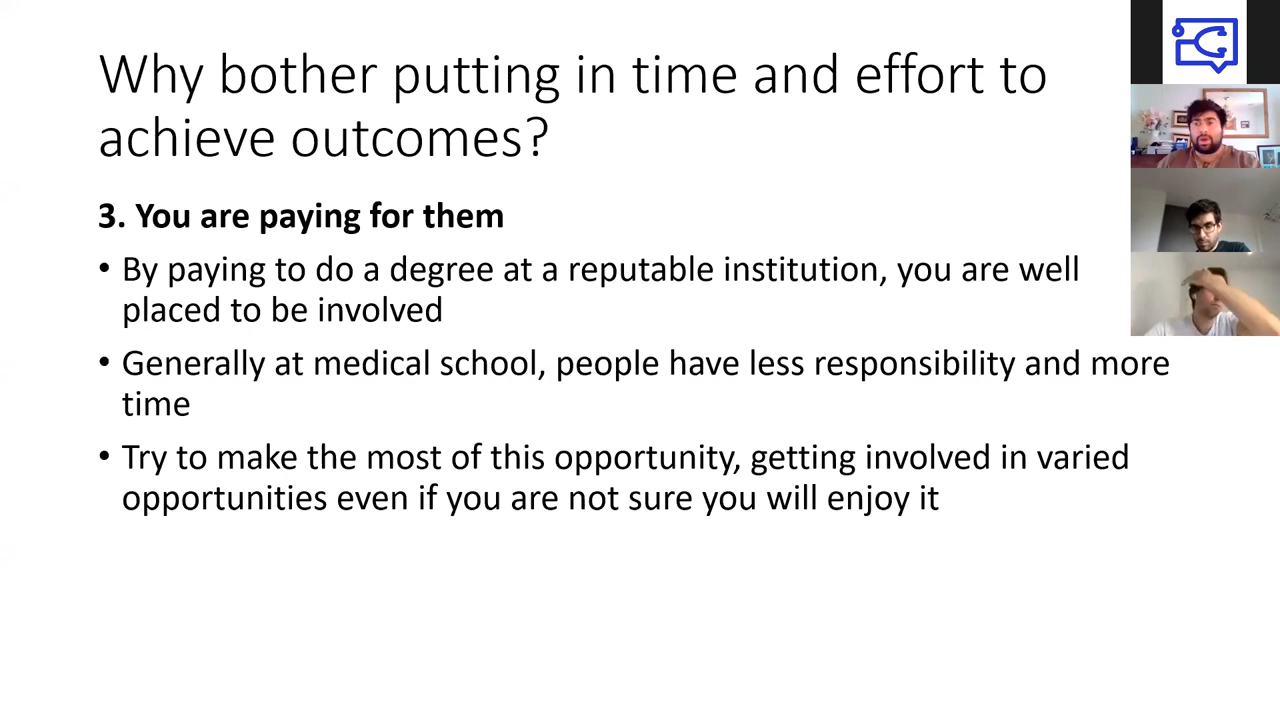 Why bother putting in time and effort to
achieve outcomes?
3. You are paying for them
• By paying to do a degree at a reputable institution, you are well
placed to be involved
• Generally at medical school, people have less responsibility and more
time
• Try to make the most of this opportunity, getting involved in varied
opportunities even if you are not sure you will enjoy it